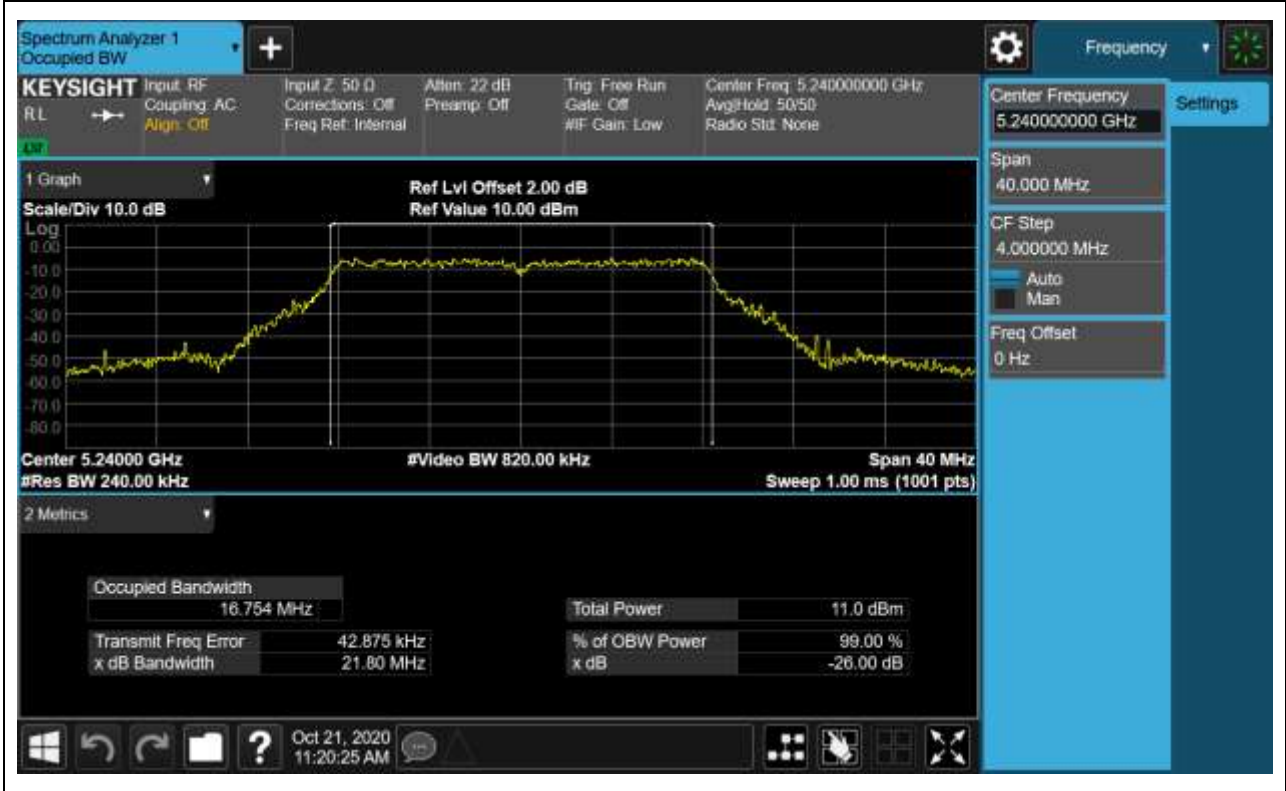 Spectrum Analyzer 1
Occupied BW
+
Frequency
KEYSIGHT
RL
Input: RF
Coupling: AC
Align: Off
Input Z: 50 Ω
Corrections: Off
Freq Ref: Internal
Atten: 22 dB
Preamp: Off
Trig: Free Run
Gate: Off
#IF Gain: Low
Center Freq: 5.240000000 GHz
Avg|Hold: 50/50
Radio Std: None
Center Frequency
5.240000000 GHz
Settings
Span
40.000 MHz
CF Step
4.000000 MHz
Auto
Man
Freq Offset
0 Hz
1 Graph
Scale/Div 10.0 dB
Ref Lvl Offset 2.00 dB
Ref Value 10.00 dBm
Log
0.00
-10.0
-20.0
-30.0
-40.0
-50.0
-60.0
-70.0
-80.0
Center 5.24000 GHz
#Res BW 240.00 kHz
#Video BW 820.00 kHz
Span 40 MHz
Sweep 1.00 ms (1001 pts)
2 Metrics
Occupied Bandwidth
16.754 MHz
Total Power 11.0 dBm
Transmit Freq Error 42.875 kHz
% of OBW Power 99.00 %
x dB Bandwidth 21.80 MHz
x dB -26.00 dB
?
Oct 21, 2020
11:20:25 AM